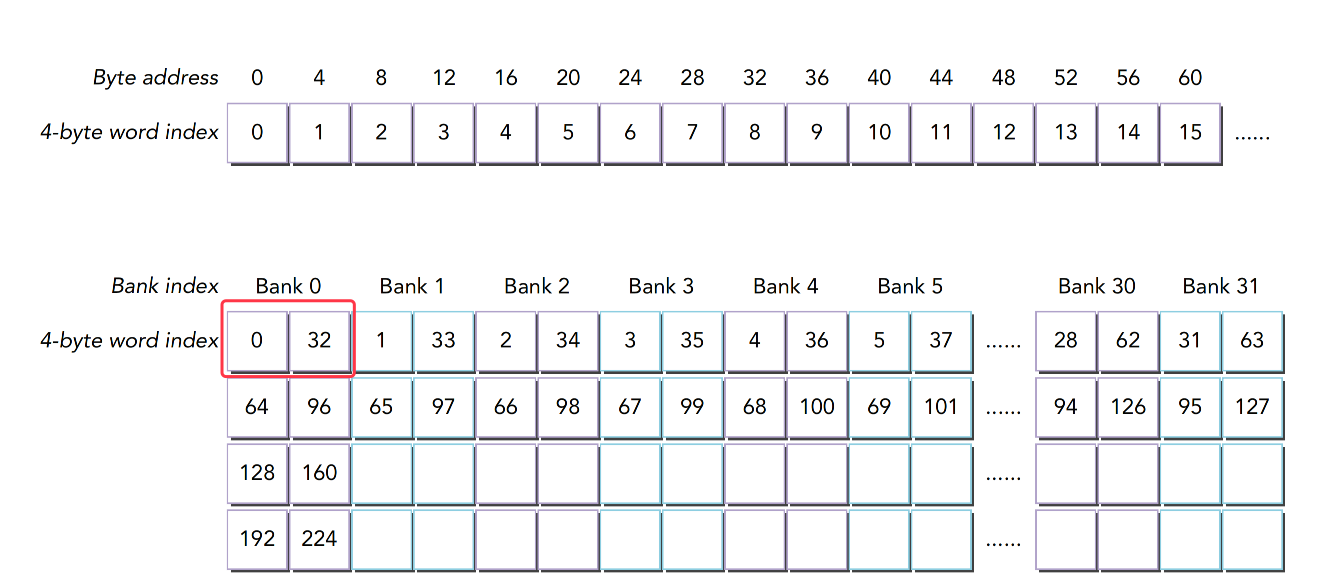 Byte address 0 4 8 12 16 20 24 28 32 36 40 44 48 52 56 60
4-byte word index 0 1 2 3 4 5 6 7 8 9 10 11 12 13 14 15 ......
Bank index Bank 0 Bank 1 Bank 2 Bank 3 Bank 4 Bank 5 Bank 30 Bank 31
4-byte word index 0 32 1 33 2 34 3 35 4 36 5 37 ...... 28 62 31 63
64 96 65 97 66 98 67 99 68 100 69 101 ...... 94 126 95 127
128 160 ......
192 224 ......